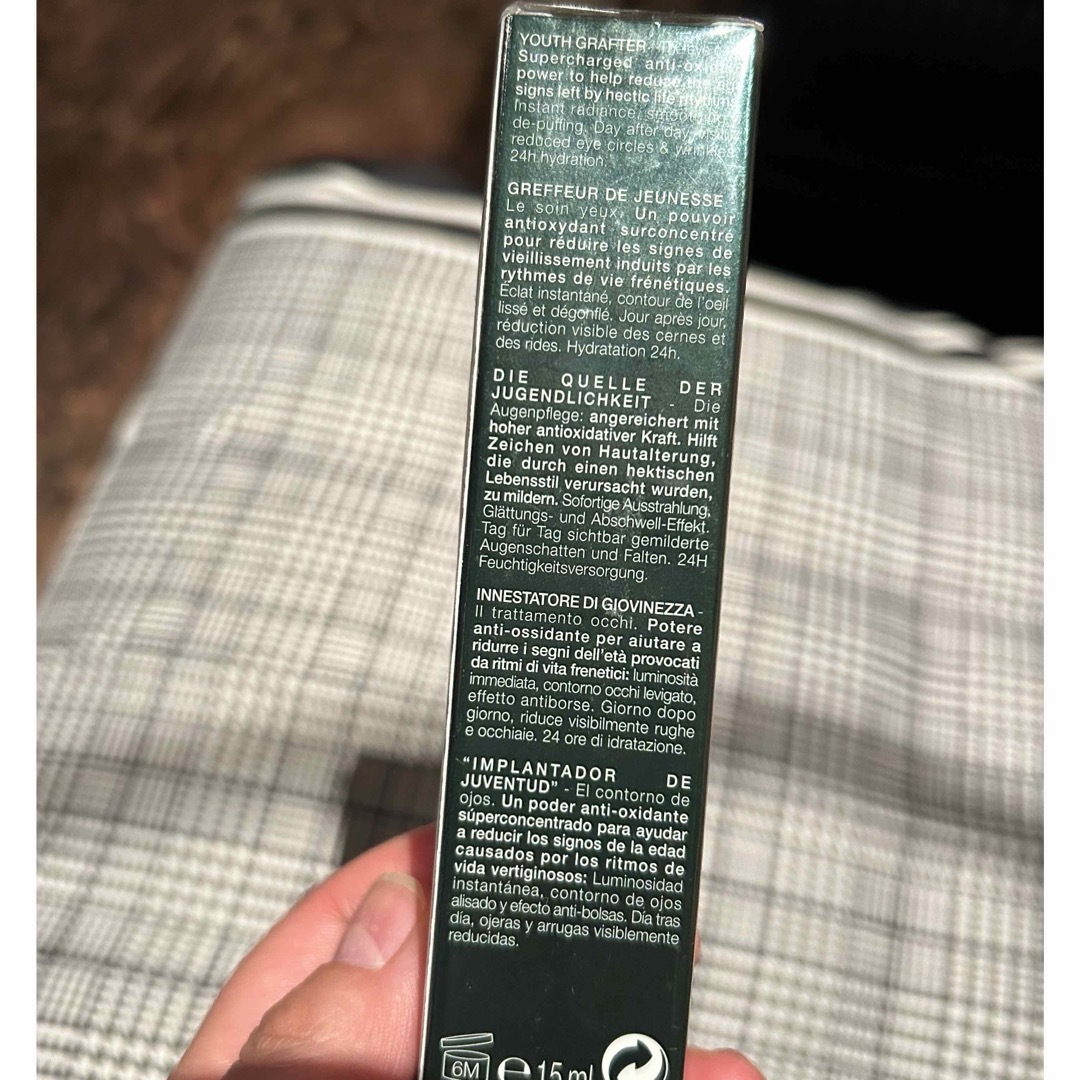 YOUTH GRAFTER
Supercharged anti-oxidant
power to help reduce the
signs left by hectic life rhythms.
Instant radiance, smoothing,
de-puffing. Day after day, visibly
reduced eye circles & wrinkles.
24h hydration.
GREFFEUR DE JEUNESSE
Le soin yeux. Un pouvoir
antioxydant surconcentré
pour réduire les signes de
vieillissement induits par les
rythmes de vie frénétiques.
Éclat instantané, contour de l'oeil
lissé et dégonflé. Jour après jour,
réduction visible des cernes et
des rides. Hydratation 24h.
DIE QUELLE DER
JUGENDLICHKEIT - Die
Augenpflege: angereichert mit
hoher antioxidativer Kraft. Hilft
Zeichen von Hautalterung,
die durch einen hektischen
Lebensstil verursacht wurden,
zu mildern. Sofortige Ausstrahlung,
Glättungs- und Abschwell-Effekt.
Tag für Tag sichtbar gemilderte
Augenschatten und Falten. 24H
Feuchtigkeitsversorgung.
INNESTATORE DI GIOVINEZZA -
Il trattamento occhi. Potere
anti-ossidante per aiutare a
ridurre i segni dell'età provocati
da ritmi di vita frenetici: luminosità
immediata, contorno occhi levigato,
effetto antiborse. Giorno dopo
giorno, riduce visibilmente rughe
e occhiaie. 24 ore di idratazione.
"IMPLANTADOR DE
JUVENTUD" - El contorno de
ojos. Un poder anti-oxidante
súperconcentrado para ayudar
a reducir los signos de la edad
causados por los ritmos de
vida vertiginosos: Luminosidad
instantánea, contorno de ojos
alisado y efecto anti-bolsas. Día tras
día, ojeras y arrugas visiblemente
reducidas.
6M e 15 ml